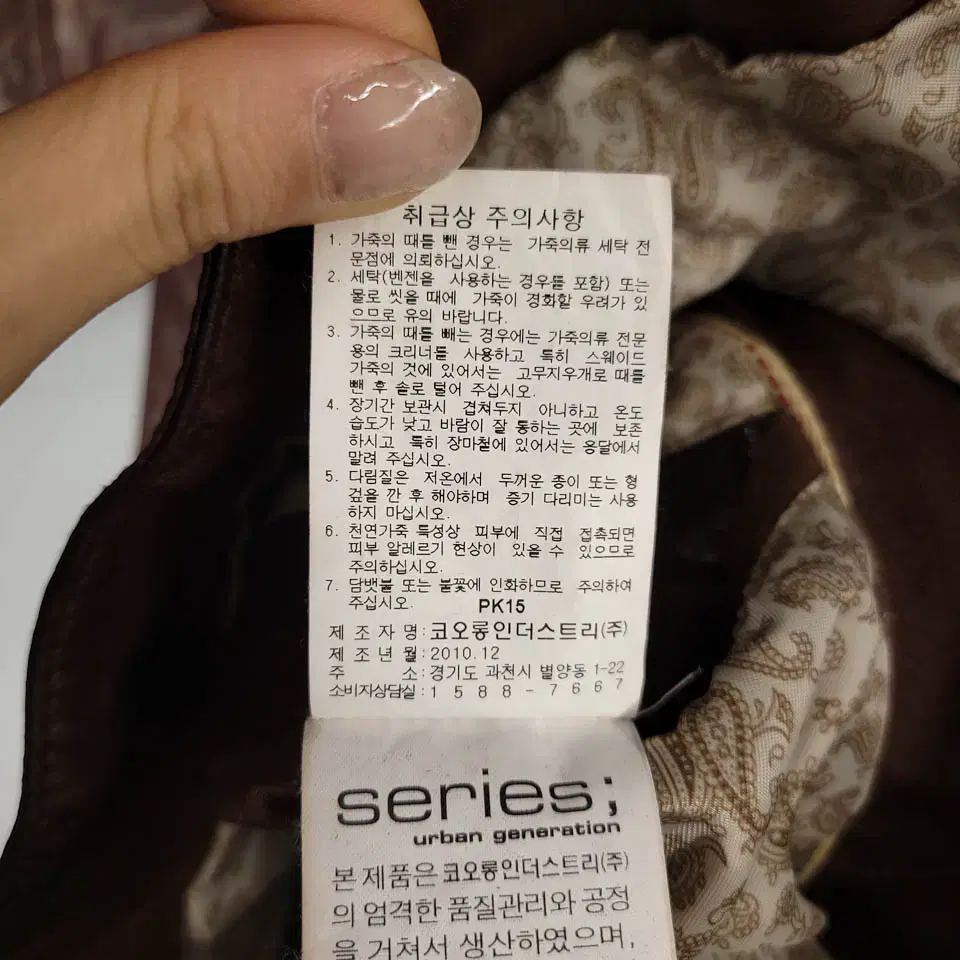 취급상 주의사항
1. 가죽의 때를 뺀 경우는 가죽의류 세탁 전
문점에 의뢰하십시오.
2. 세탁(벤젠을 사용하는 경우를 포함) 또는
물로 씻을 때에 가죽이 경화할 우려가 있
으므로 유의 바랍니다.
3. 가죽의 때를 빼는 경우에는 가죽의류 전문
용의 크리너를 사용하고 특히 스웨이드
가죽의 것에 있어서는 고무지우개로 때를
뺀 후 솔로 털어 주십시오.
4. 장기간 보관시 겹쳐두지 아니하고 온도
습도가 낮고 바람이 잘 통하는 곳에 보존
하시고 특히 장마철에 있어서는 응달에서
말려 주십시오.
5. 다림질은 저온에서 두꺼운 종이 또는 헝
겊을 깐 후 해야하며 증기 다리미는 사용
하지 마십시오.
6. 천연가죽 특성상 피부에 직접 접촉되면
피부 알레르기 현상이 있을 수 있으므로
주의하십시오.
7. 담뱃불 또는 불꽃에 인화하므로 주의하여
주십시오. PK15
제 조 자 명: 코오롱인더스트리(주)
제 조 년 월: 2010.12
주 소: 경기도 과천시 별양동 1-22
소비자상담실: 1588-7667
series;
urban generation
본 제품은 코오롱인더스트리(주)
의 엄격한 품질관리와 공정
을 거쳐서 생산하였으며,